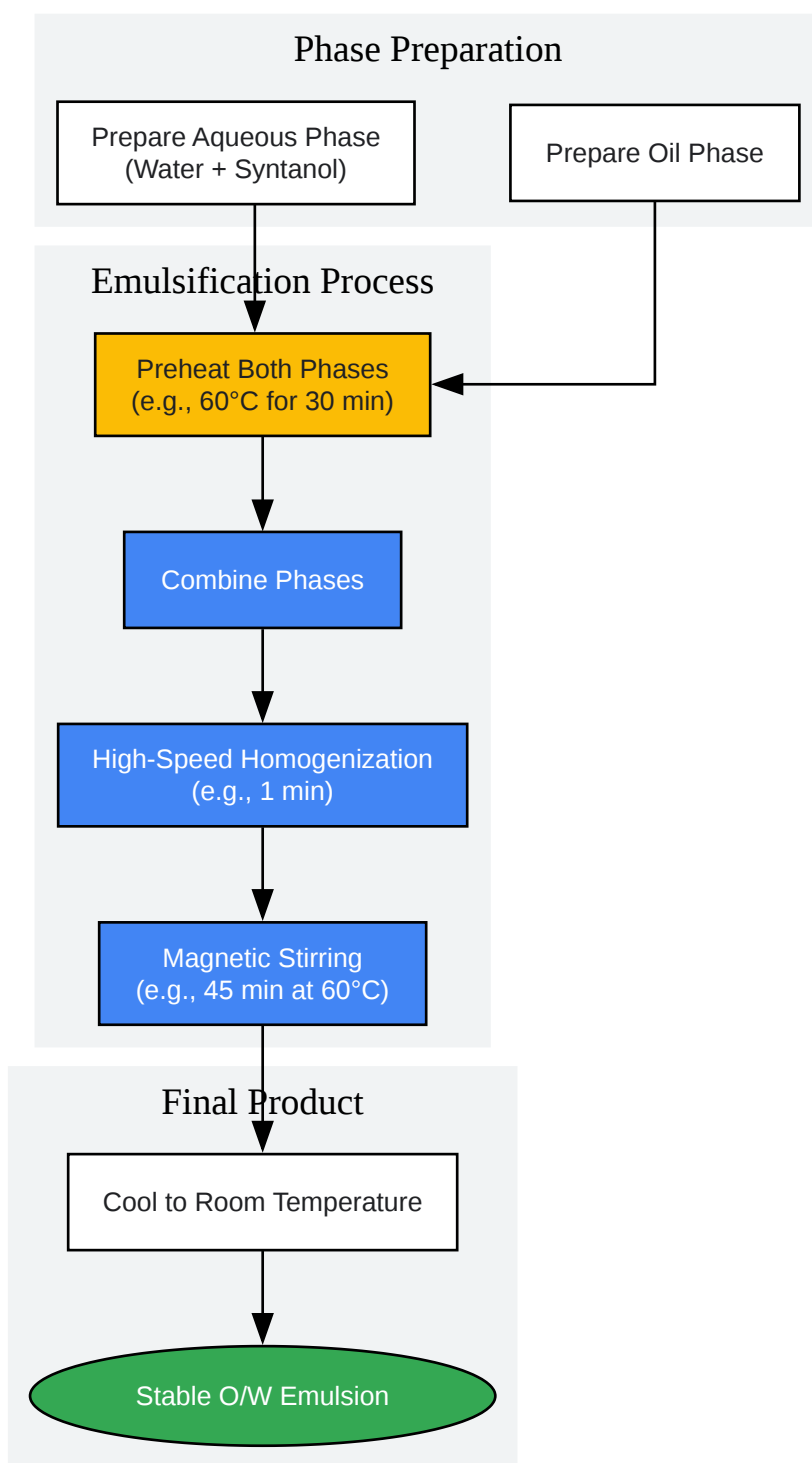 Phase Preparation
Prepare Aqueous Phase
(Water + Syntanol)
Prepare Oil Phase
Emulsification Process
Preheat Both Phases
(e.g., 60°C for 30 min)
Combine Phases
High-Speed Homogenization
(e.g., 1 min)
Magnetic Stirring
(e.g., 45 min at 60°C)
Final Product
Cool to Room Temperature
Stable O/W Emulsion